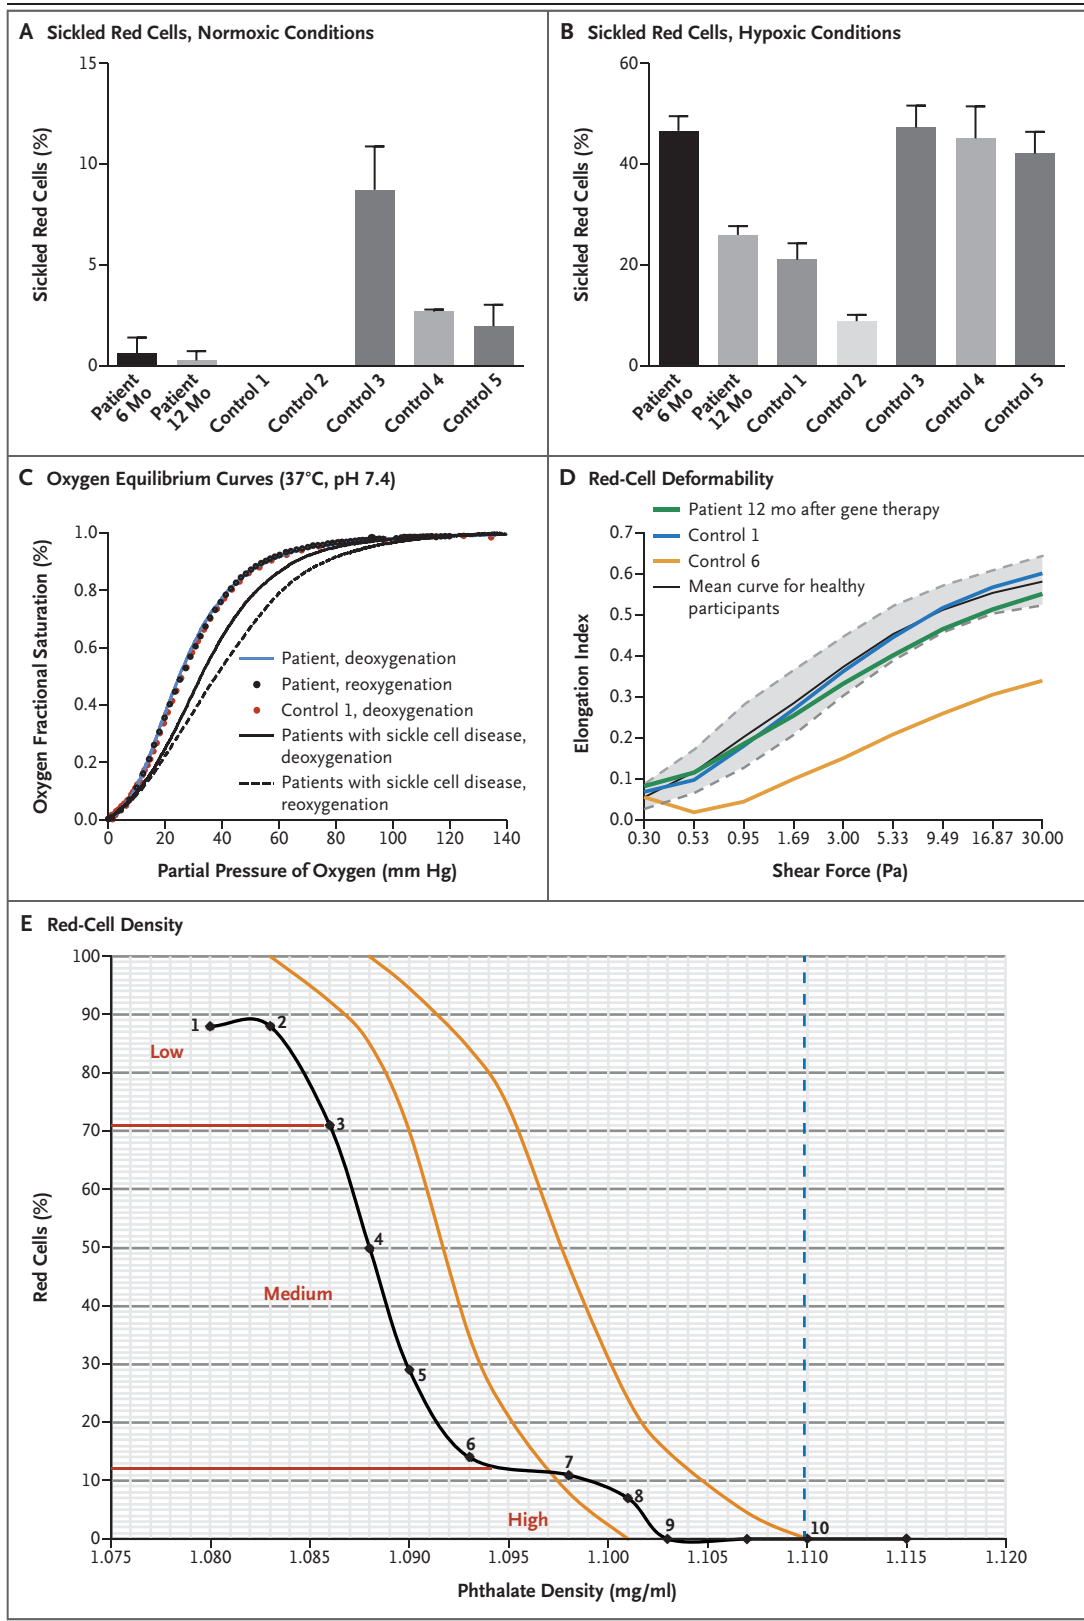 A Sickled Red Cells, Normoxic Conditions
Sickled Red Cells (%)
15
10
5
0
Patient
6 Mo
Patient
12 Mo
Control 1
Control 2
Control 3
Control 4
Control 5
B Sickled Red Cells, Hypoxic Conditions
Sickled Red Cells (%)
60
40
20
0
Patient
6 Mo
Patient
12 Mo
Control 1
Control 2
Control 3
Control 4
Control 5
C Oxygen Equilibrium Curves (37°C, pH 7.4)
Oxygen Fractional Saturation (%)
1.0
0.8
0.6
0.4
0.2
0.0
Patient, deoxygenation
Patient, reoxygenation
Control 1, deoxygenation
Patients with sickle cell disease,
deoxygenation
Patients with sickle cell disease,
reoxygenation
0 20 40 60 80 100 120 140
Partial Pressure of Oxygen (mm Hg)
D Red-Cell Deformability
Patient 12 mo after gene therapy
Control 1
Control 6
Mean curve for healthy
participants
Elongation Index
0.7
0.6
0.5
0.4
0.3
0.2
0.1
0.0
0.30 0.53 0.95 1.69 3.00 5.33 9.49 16.87 30.00
Shear Force (Pa)
E Red-Cell Density
Red Cells (%)
100
90
80
70
60
50
40
30
20
10
0
1
2
Low
3
4
Medium
5
6
7
8
High
9
10
1.075 1.080 1.085 1.090 1.095 1.100 1.105 1.110 1.115 1.120
Phthalate Density (mg/ml)